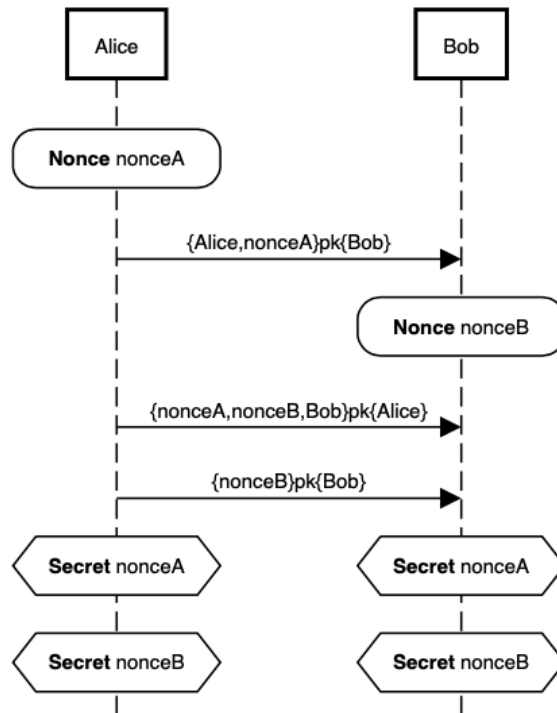 Alice
Bob
Nonce nonceA
{Alice,nonceA}pk{Bob}
Nonce nonceB
{nonceA,nonceB,Bob}pk{Alice}
{nonceB}pk{Bob}
Secret nonceA
Secret nonceA
Secret nonceB
Secret nonceB